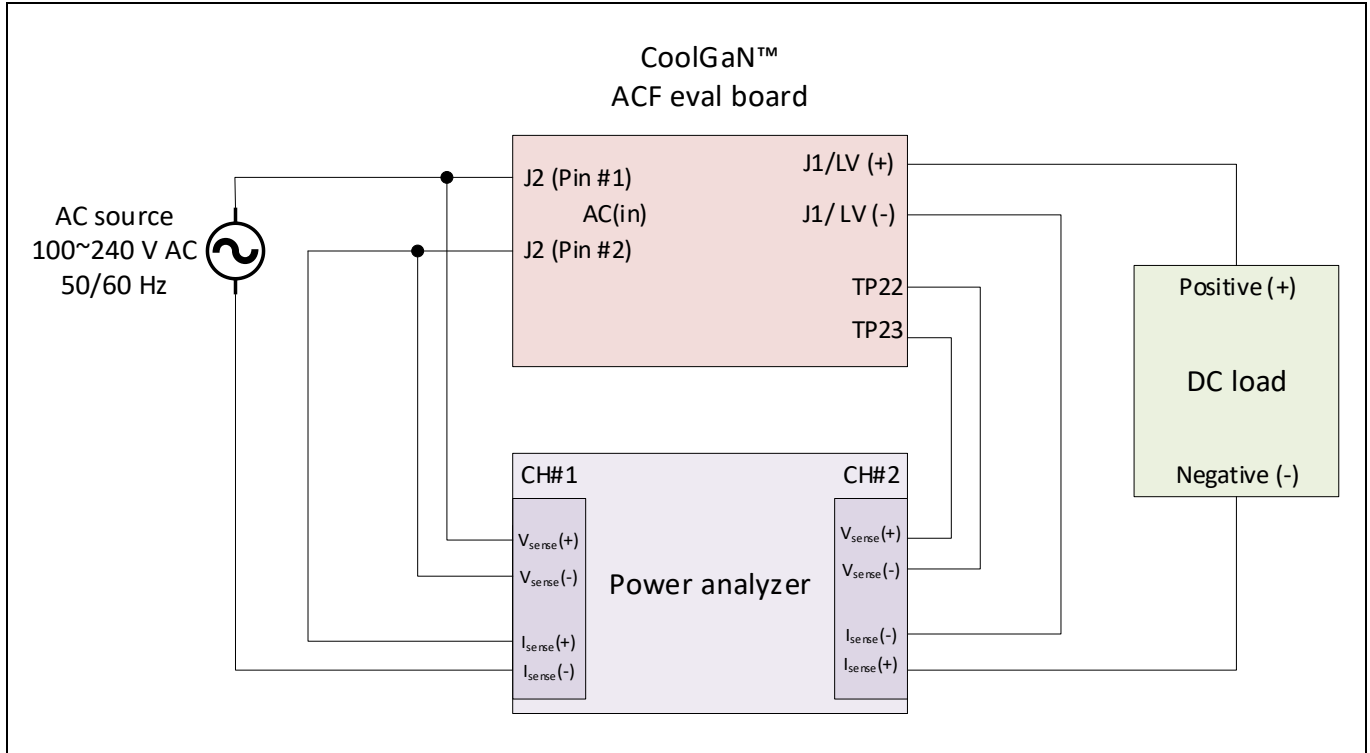 CoolGaN™
ACF eval board
AC source
100~240 V AC
50/60 Hz
J2 (Pin #1)
AC(in)
J2 (Pin #2)
J1/LV (+)
J1/ LV (-)
TP22
TP23
Positive (+)
DC load
Negative (-)
CH#1
Vsense(+)
Vsense(-)
Isense(+)
Isense(-)
Power analyzer
CH#2
Vsense(+)
Vsense(-)
Isense(-)
Isense(+)